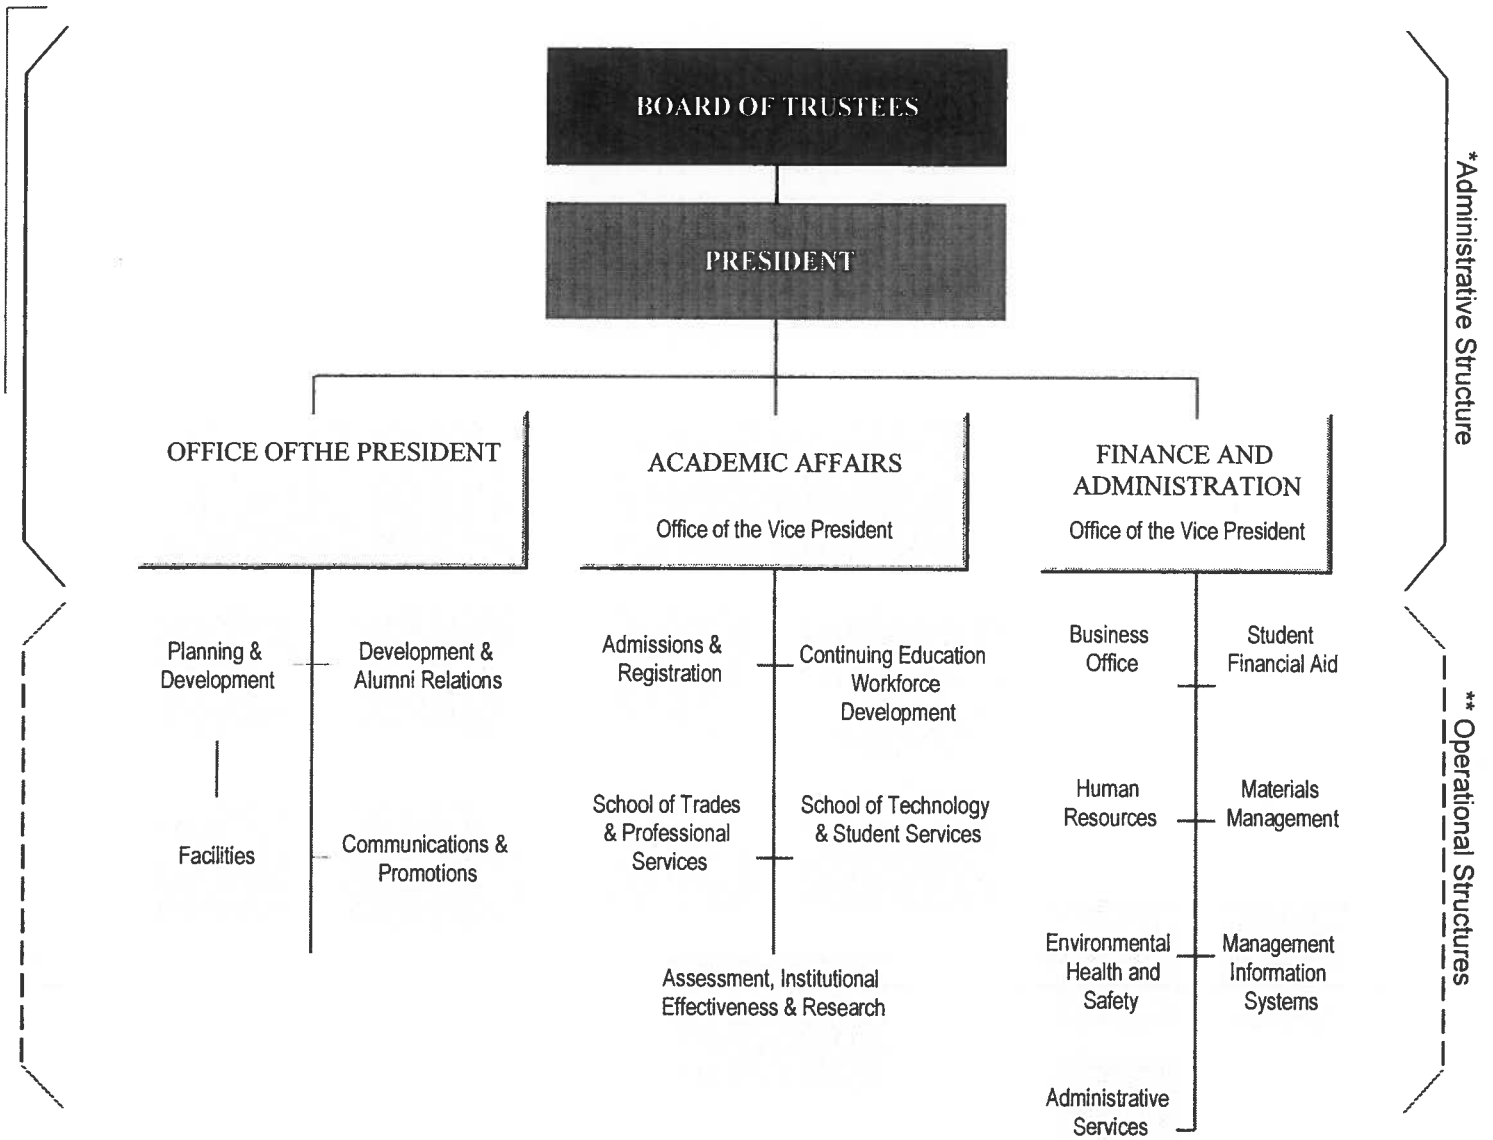 BOARD OF TRUSTEES
PRESIDENT
*Administrative Structure
OFFICE OFTHE PRESIDENT
ACADEMIC AFFAIRS
Office of the Vice President
FINANCE AND
ADMINISTRATION
Office of the Vice President
** Operational Structures
Planning &
Development
Development &
Alumni Relations
Facilities
Communications &
Promotions
Admissions &
Registration
Continuing Education
Workforce
Development
School of Trades
& Professional
Services
School of Technology
& Student Services
Assessment, Institutional
Effectiveness & Research
Business
Office
Student
Financial Aid
Human
Resources
Materials
Management
Environmental
Health and
Safety
Management
Information
Systems
Administrative
Services